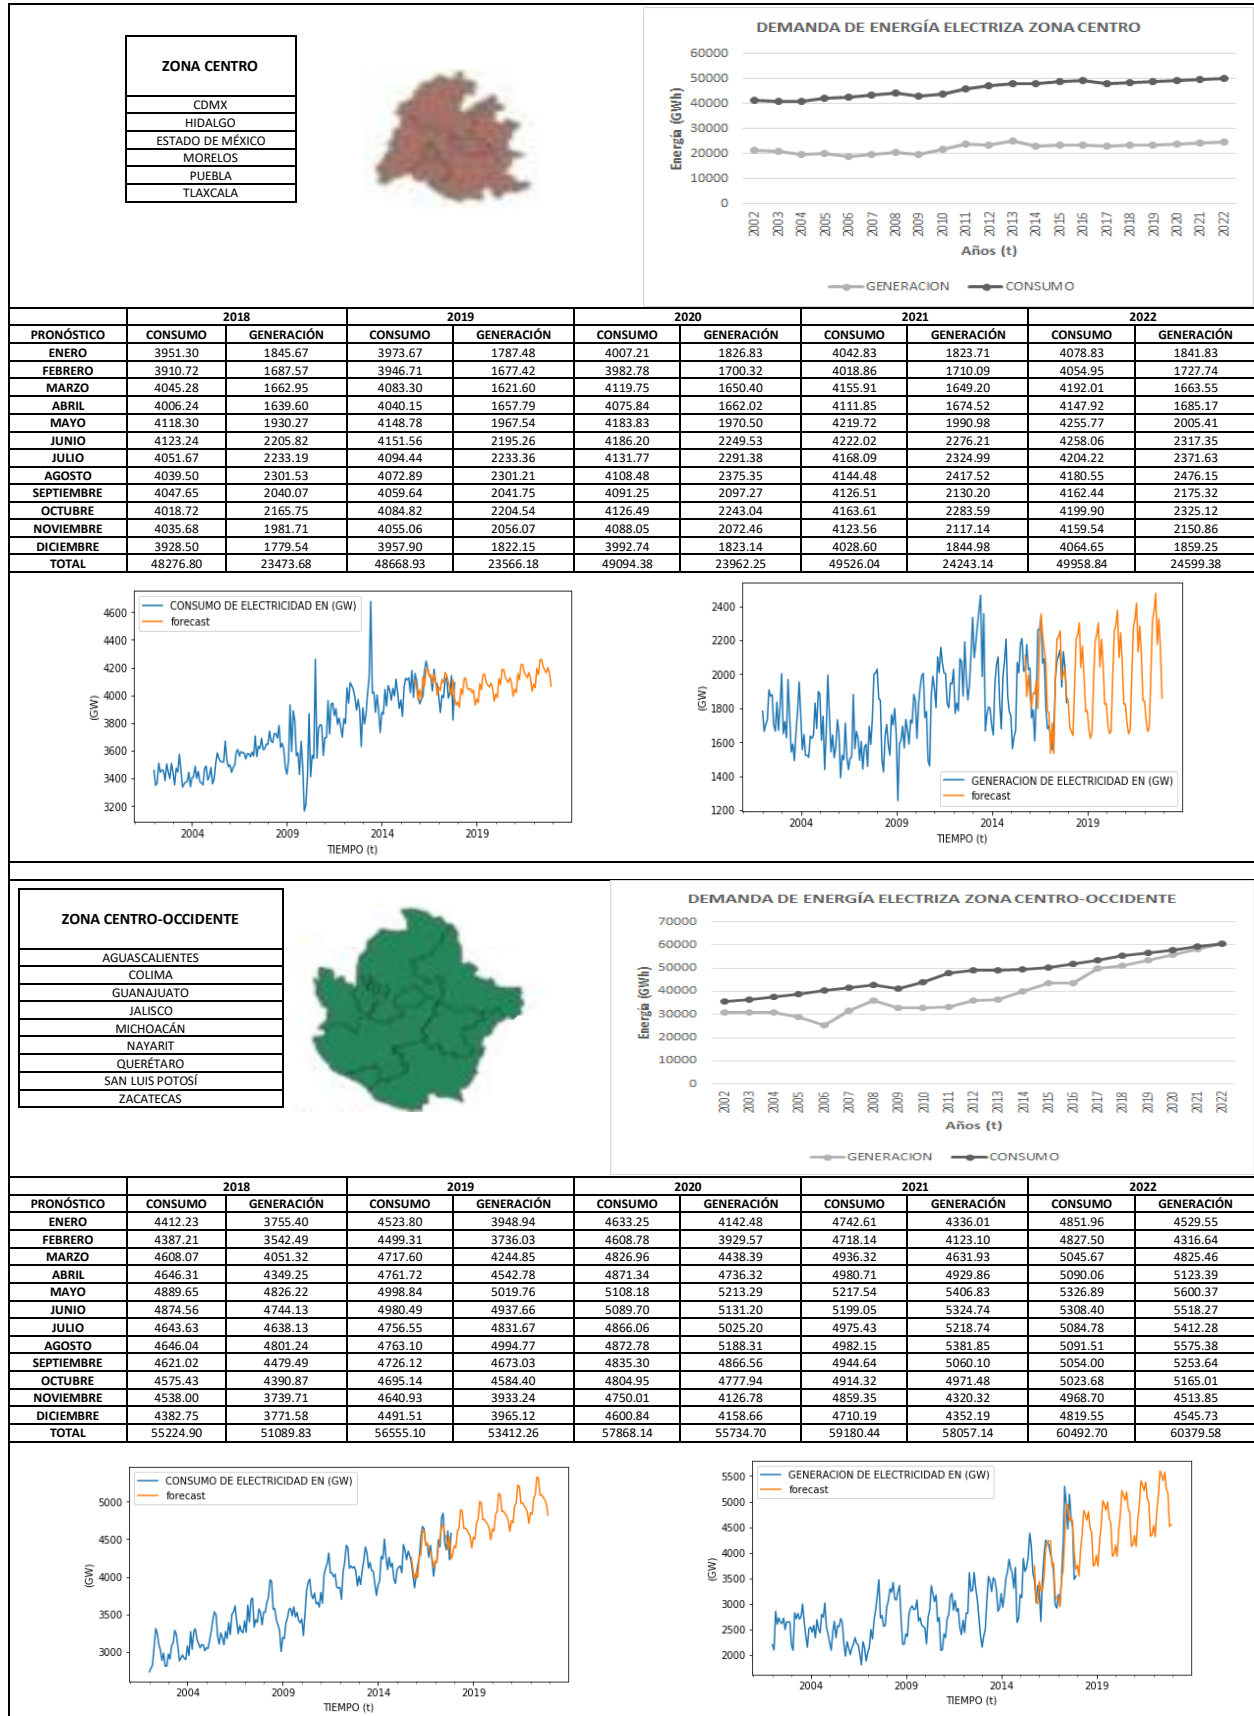 ZONA CENTRO
CDMX
HIDALGO
ESTADO DE MÉXICO
MORELOS
PUEBLA
TLAXCALA
DEMANDA DE ENERGÍA ELECTRIZA ZONA CENTRO
60000
50000
40000
30000
20000
10000
0
Energía (GWh)
2002 2003 2004 2005 2006 2007 2008 2009 2010 2011 2012 2013 2014 2015 2016 2017 2018 2019 2020 2021 2022
Años (t)
GENERACION CONSUMO
2018 2019 2020 2021 2022
PRONÓSTICO CONSUMO GENERACIÓN CONSUMO GENERACIÓN CONSUMO GENERACIÓN CONSUMO GENERACIÓN CONSUMO GENERACIÓN
ENERO 3951.30 1845.67 3973.67 1787.48 4007.21 1826.83 4042.83 1823.71 4078.83 1841.83
FEBRERO 3910.72 1687.57 3946.71 1677.42 3982.78 1700.32 4018.86 1710.09 4054.95 1727.74
MARZO 4045.28 1662.95 4083.30 1621.60 4119.75 1650.40 4155.91 1649.20 4192.01 1663.55
ABRIL 4006.24 1639.60 4040.15 1657.79 4075.84 1662.02 4111.85 1674.52 4147.92 1685.17
MAYO 4118.30 1930.27 4148.78 1967.54 4183.83 1970.50 4219.72 1990.98 4255.77 2005.41
JUNIO 4123.24 2205.82 4151.56 2195.26 4186.20 2249.53 4222.02 2276.21 4258.06 2317.35
JULIO 4051.67 2233.19 4094.44 2233.36 4131.77 2291.38 4168.09 2324.99 4204.22 2371.63
AGOSTO 4039.50 2301.53 4072.89 2301.21 4108.48 2375.35 4144.48 2417.52 4180.55 2476.15
SEPTIEMBRE 4047.65 2040.07 4059.64 2041.75 4091.25 2097.27 4126.51 2130.20 4162.44 2175.32
OCTUBRE 4018.72 2165.75 4084.82 2204.54 4126.49 2243.04 4163.61 2283.59 4199.90 2325.12
NOVIEMBRE 4035.68 1981.71 4055.06 2056.07 4088.05 2072.46 4123.56 2117.14 4159.54 2150.86
DICIEMBRE 3928.50 1779.54 3957.90 1822.15 3992.74 1823.14 4028.60 1844.98 4064.65 1859.25
TOTAL 48276.80 23473.68 48668.93 23566.18 49094.38 23962.25 49526.04 24243.14 49958.84 24599.38
CONSUMO DE ELECTRICIDAD EN (GW)
forecast
4600
4400
4200
4000
3800
3600
3400
3200
(GW)
2004 2009 2014 2019
TIEMPO (t)
2400
2200
2000
1800
1600
1400
1200
(GW)
GENERACION DE ELECTRICIDAD EN (GW)
forecast
2004 2009 2014 2019
TIEMPO (t)
ZONA CENTRO-OCCIDENTE
AGUASCALIENTES
COLIMA
GUANAJUATO
JALISCO
MICHOACÁN
NAYARIT
QUERÉTARO
SAN LUIS POTOSÍ
ZACATECAS
DEMANDA DE ENERGÍA ELECTRIZA ZONA CENTRO-OCCIDENTE
70000
60000
50000
40000
30000
20000
10000
0
Energía (GWh)
2002 2003 2004 2005 2006 2007 2008 2009 2010 2011 2012 2013 2014 2015 2016 2017 2018 2019 2020 2021 2022
Años (t)
GENERACION CONSUMO
2018 2019 2020 2021 2022
PRONÓSTICO CONSUMO GENERACIÓN CONSUMO GENERACIÓN CONSUMO GENERACIÓN CONSUMO GENERACIÓN CONSUMO GENERACIÓN
ENERO 4412.23 3755.40 4523.80 3948.94 4633.25 4142.48 4742.61 4336.01 4851.96 4529.55
FEBRERO 4387.21 3542.49 4499.31 3736.03 4608.78 3929.57 4718.14 4123.10 4827.50 4316.64
MARZO 4608.07 4051.32 4717.60 4244.85 4826.96 4438.39 4936.32 4631.93 5045.67 4825.46
ABRIL 4646.31 4349.25 4761.72 4542.78 4871.34 4736.32 4980.71 4929.86 5090.06 5123.39
MAYO 4889.65 4826.22 4998.84 5019.76 5108.18 5213.29 5217.54 5406.83 5326.89 5600.37
JUNIO 4874.56 4744.13 4980.49 4937.66 5089.70 5131.20 5199.05 5324.74 5308.40 5518.27
JULIO 4643.63 4638.13 4756.55 4831.67 4866.06 5025.20 4975.43 5218.74 5084.78 5412.28
AGOSTO 4646.04 4801.24 4763.10 4994.77 4872.78 5188.31 4982.15 5381.85 5091.51 5575.38
SEPTIEMBRE 4621.02 4479.49 4726.12 4673.03 4835.30 4866.56 4944.64 5060.10 5054.00 5253.64
OCTUBRE 4575.43 4390.87 4695.14 4584.40 4804.95 4777.94 4914.32 4971.48 5023.68 5165.01
NOVIEMBRE 4538.00 3739.71 4640.93 3933.24 4750.01 4126.78 4859.35 4320.32 4968.70 4513.85
DICIEMBRE 4382.75 3771.58 4491.51 3965.12 4600.84 4158.66 4710.19 4352.19 4819.55 4545.73
TOTAL 55224.90 51089.83 56555.10 53412.26 57868.14 55734.70 59180.44 58057.14 60492.70 60379.58
CONSUMO DE ELECTRICIDAD EN (GW)
forecast
5000
4500
4000
3500
3000
(GW)
2004 2009 2014 2019
TIEMPO (t)
GENERACION DE ELECTRICIDAD EN (GW)
forecast
5500
5000
4500
4000
3500
3000
2500
2000
(GW)
2004 2009 2014 2019
TIEMPO (t)